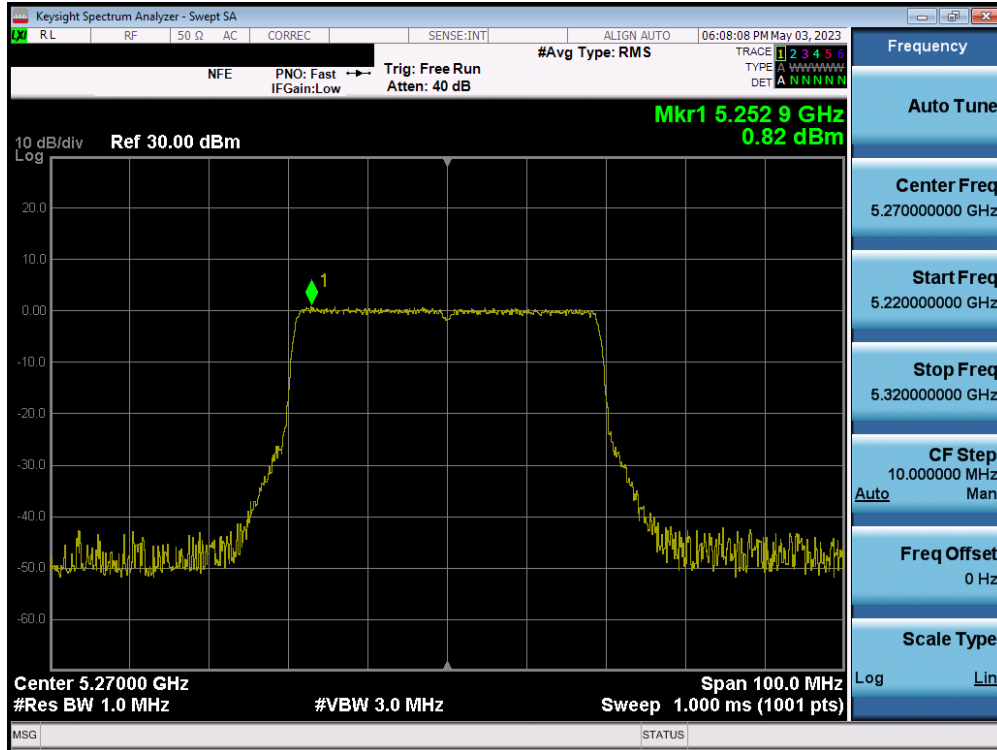 Keysight Spectrum Analyzer - Swept SA
LXI RL RF 50 Ω AC CORREC SENSE:INT ALIGN AUTO 06:08:08 PM May 03, 2023
NFE PNO: Fast Trig: Free Run #Avg Type: RMS TRACE 1 2 3 4 5 6
IFGain:Low Atten: 40 dB TYPE A WWWWW
DET A N N N N N
Mkr1 5.252 9 GHz
0.82 dBm
10 dB/div Ref 30.00 dBm
Log
20.0
10.0
0.00
-10.0
-20.0
-30.0
-40.0
-50.0
-60.0
1
Center 5.27000 GHz Span 100.0 MHz
#Res BW 1.0 MHz #VBW 3.0 MHz Sweep 1.000 ms (1001 pts)
MSG STATUS
Frequency
Auto Tune
Center Freq
5.270000000 GHz
Start Freq
5.220000000 GHz
Stop Freq
5.320000000 GHz
CF Step
10.000000 MHz
Auto Man
Freq Offset
0 Hz
Scale Type
Log Lin